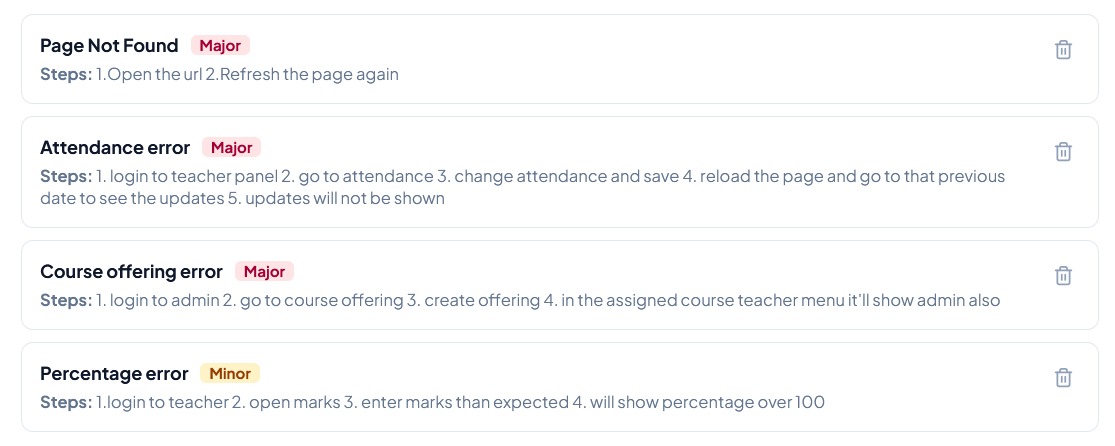 Page Not Found Major
Steps: 1.Open the url 2.Refresh the page again
Attendance error Major
Steps: 1. login to teacher panel 2. go to attendance 3. change attendance and save 4. reload the page and go to that previous
date to see the updates 5. updates will not be shown
Course offering error Major
Steps: 1. login to admin 2. go to course offering 3. create offering 4. in the assigned course teacher menu it'll show admin also
Percentage error Minor
Steps: 1.login to teacher 2. open marks 3. enter marks than expected 4. will show percentage over 100